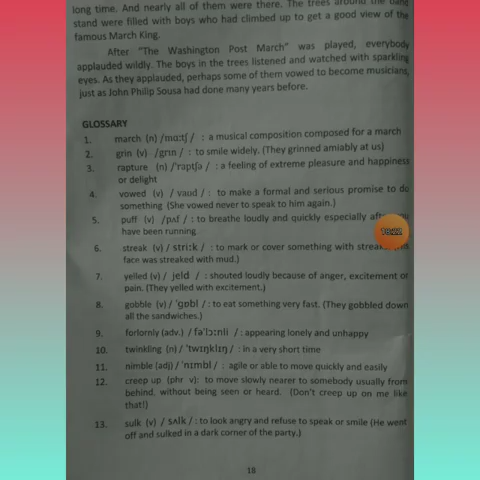 long time. And nearly all of them were there. The trees around the band
stand were filled with boys who had climbed up to get a good view of the
famous March King.
After "The Washington Post March" was played, everybody
applauded wildly. The boys in the trees listened and watched with sparkling
eyes. As they applauded, perhaps some of them vowed to become musicians,
just as John Philip Sousa had done many years before.
GLOSSARY
1. march (n) /mɑːtʃ / : a musical composition composed for a march
2. grin (v) /grɪn / : to smile widely. (They grinned amiably at us)
3. rapture (n) /'ræptʃə / : a feeling of extreme pleasure and happiness
or delight
4. vowed (v) / vaʊd / : to make a formal and serious promise to do
something (She vowed never to speak to him again.)
5. puff (v) /pʌf / : to breathe loudly and quickly especially after
have been running
6. streak (v) / striːk / : to mark or cover something with
face was streaked with mud.)
7. yelled (v) / jeld / : shouted loudly because of anger, excitement or
pain. (They yelled with excitement.)
8. gobble (v) / 'gɒbl / : to eat something very fast. (They gobbled down
all the sandwiches.)
9. forlornly (adv.) / fə'lɔːnli / : appearing lonely and unhappy
10. twinkling (n) / 'twɪŋklɪŋ / : in a very short time
11. nimble (adj) / 'nɪmbl / : agile or able to move quickly and easily
12. creep up (phr v): to move slowly nearer to somebody usually from
behind, without being seen or heard. (Don't creep up on me like
that!)
13. sulk (v) / sʌlk / : to look angry and refuse to speak or smile (He went
off and sulked in a dark corner of the party.)
18